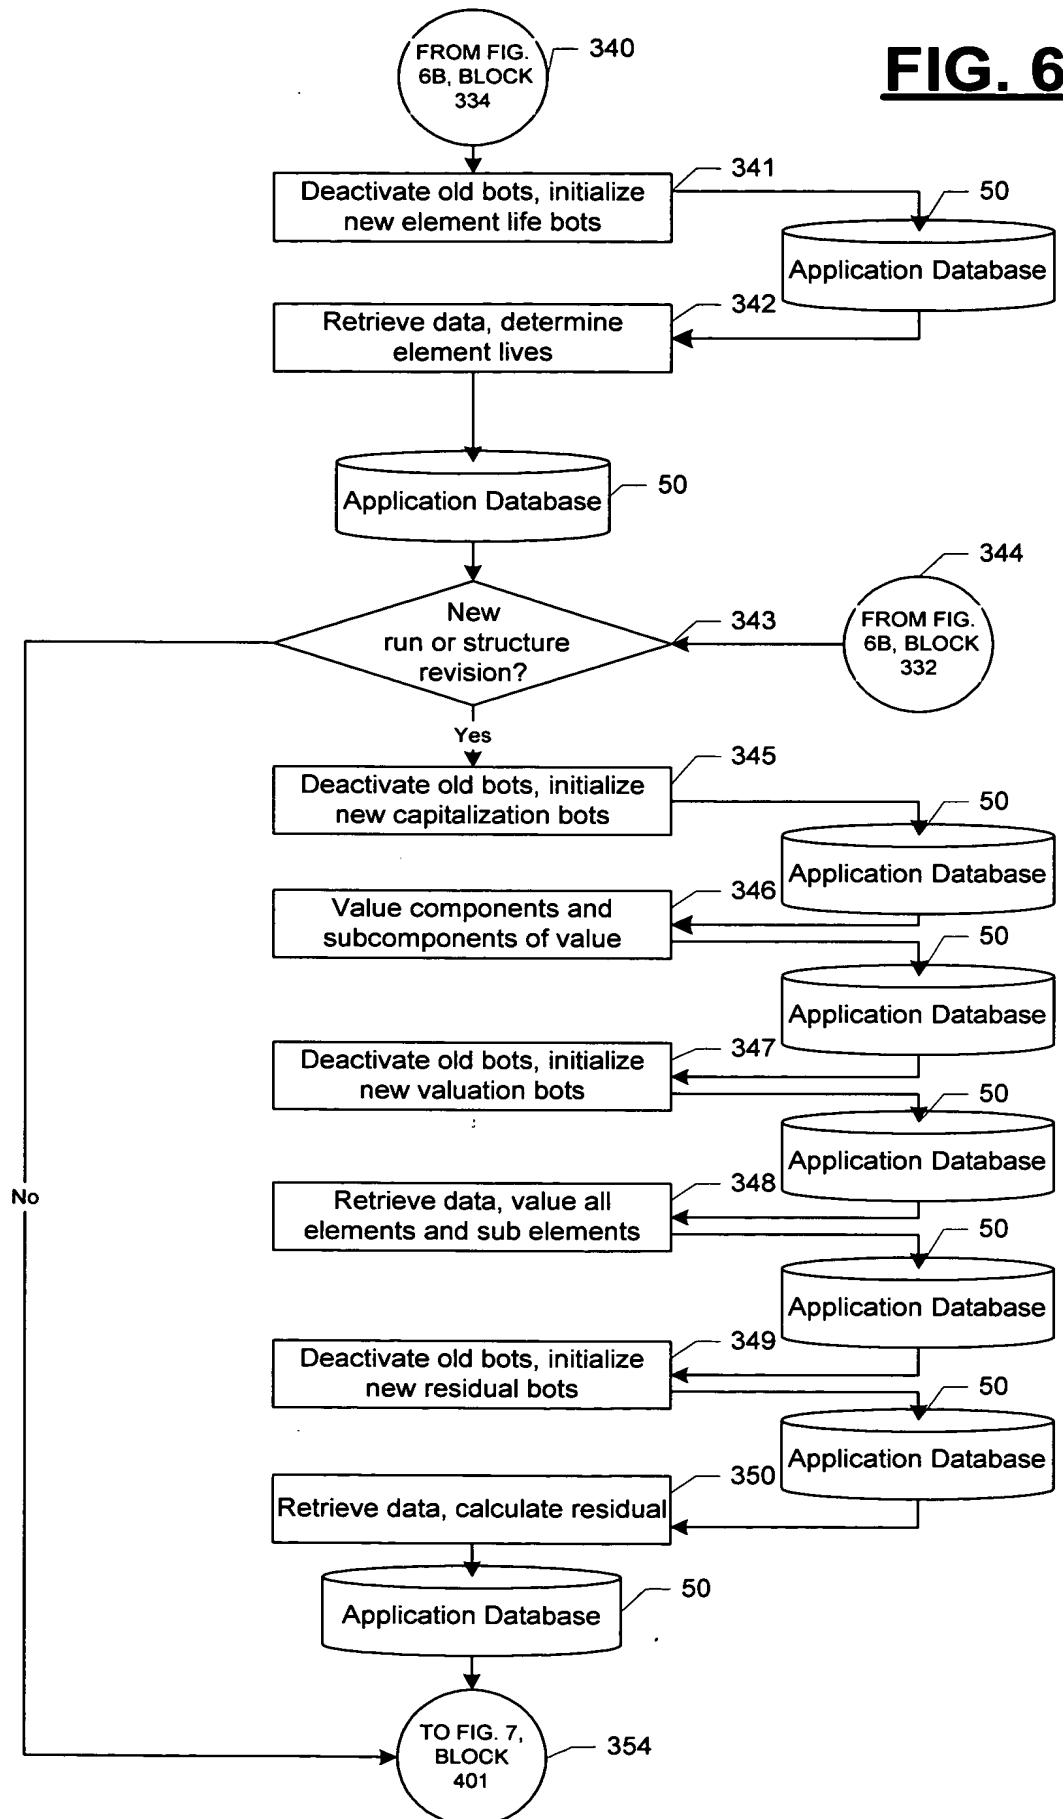 FROM FIG.
6B, BLOCK
334
340
FIG. 6
341
Deactivate old bots, initialize
new element life bots
50
Application Database
342
Retrieve data, determine
element lives
Application Database
50
344
New
run or structure
revision?
343
FROM FIG.
6B, BLOCK
332
Yes
345
Deactivate old bots, initialize
new capitalization bots
50
Application Database
346
Value components and
subcomponents of value
50
Application Database
347
Deactivate old bots, initialize
new valuation bots
50
Application Database
No
348
Retrieve data, value all
elements and sub elements
50
Application Database
349
Deactivate old bots, initialize
new residual bots
50
Application Database
350
Retrieve data, calculate residual
50
Application Database
TO FIG. 7,
BLOCK
401
354